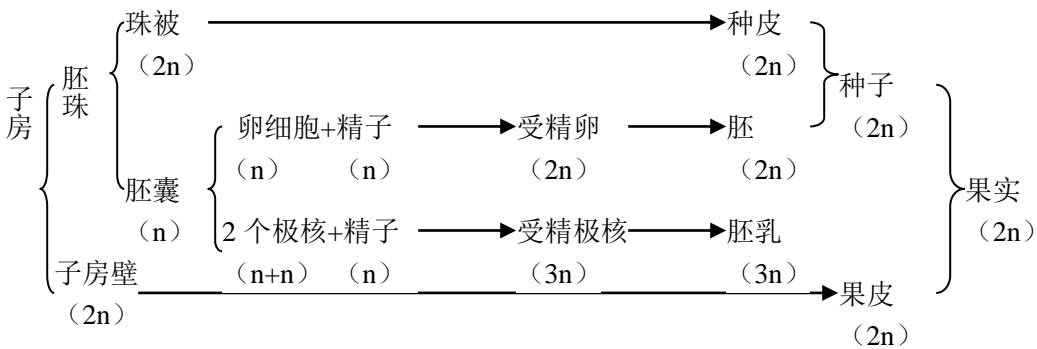 珠被 种皮
（2n） （2n）
子房 胚珠 种子
（2n）
卵细胞+精子 受精卵 胚
（n） （n） （2n） （2n）
胚囊 果实
（n） （2n）
2 个极核+精子 受精极核 胚乳
（n+n） （n） （3n） （3n）
子房壁 果皮
（2n） （2n）